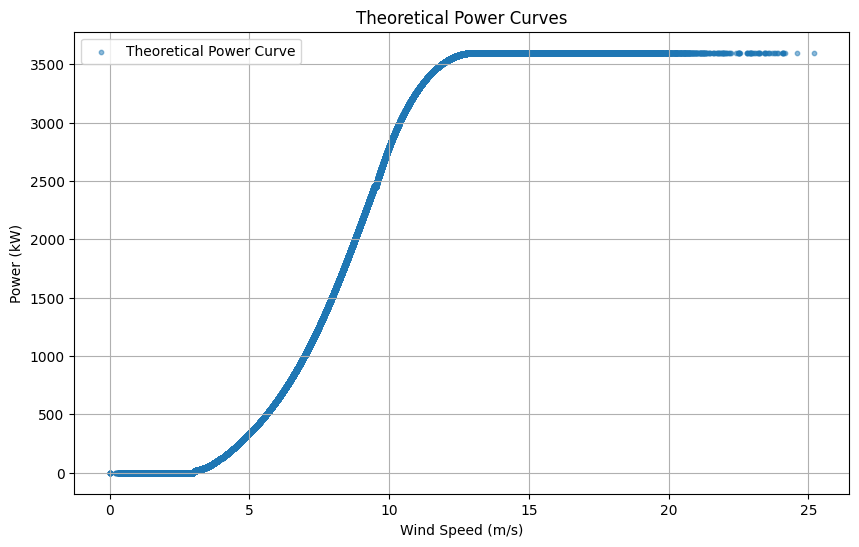 Theoretical Power Curves
Theoretical Power Curve
Power (kW)
3500
3000
2500
2000
1500
1000
500
0
0 5 10 15 20 25
Wind Speed (m/s)